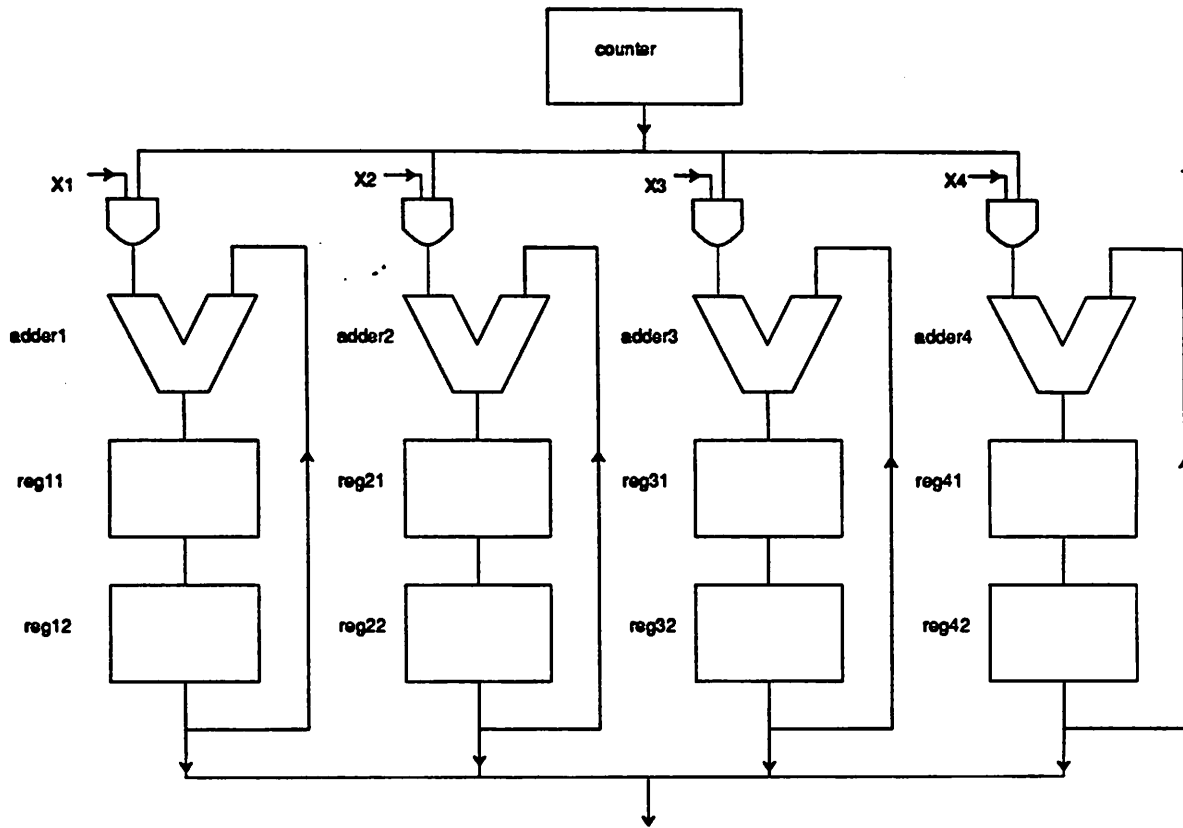 counter
X1
X2
X3
X4
adder1
adder2
adder3
adder4
reg11
reg21
reg31
reg41
reg12
reg22
reg32
reg42